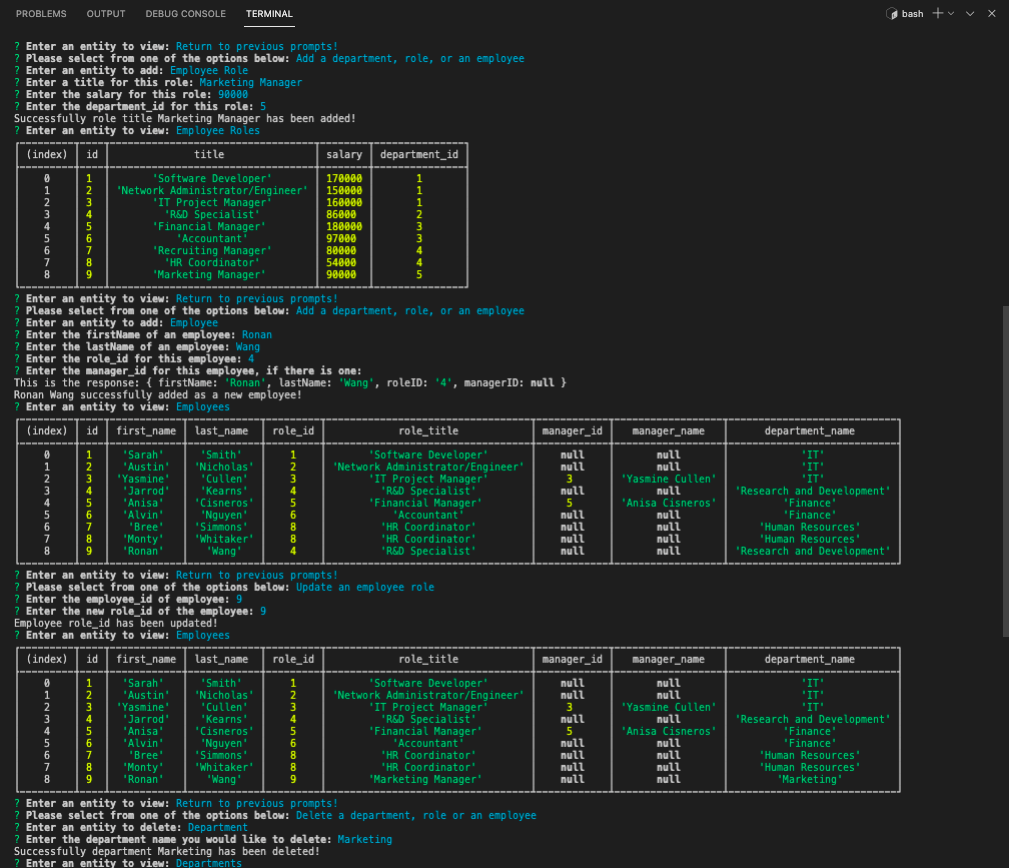 PROBLEMS OUTPUT DEBUG CONSOLE TERMINAL bash
? Enter an entity to view: Return to previous prompts!
? Please select from one of the options below: Add a department, role, or an employee
? Enter an entity to add: Employee Role
? Enter a title for this role: Marketing Manager
? Enter the salary for this role: 90000
? Enter the department_id for this role: 5
Successfully role title Marketing Manager has been added!
? Enter an entity to view: Employee Roles
(index) id title salary department_id
0 1 'Software Developer' 170000 1
1 2 'Network Administrator/Engineer' 150000 1
2 3 'IT Project Manager' 160000 1
3 4 'R&D Specialist' 86000 2
4 5 'Financial Manager' 180000 3
5 6 'Accountant' 97000 3
6 7 'Recruiting Manager' 80000 4
7 8 'HR Coordinator' 54000 4
8 9 'Marketing Manager' 90000 5
? Enter an entity to view: Return to previous prompts!
? Please select from one of the options below: Add a department, role, or an employee
? Enter an entity to add: Employee
? Enter the firstName of an employee: Ronan
? Enter the lastName of an employee: Wang
? Enter the role_id for this employee: 4
? Enter the manager_id for this employee, if there is one:
This is the response: { firstName: 'Ronan', lastName: 'Wang', roleID: '4', managerID: null }
Ronan Wang successfully added as a new employee!
? Enter an entity to view: Employees
(index) id first_name last_name role_id role_title manager_id manager_name department_name
0 1 'Sarah' 'Smith' 1 'Software Developer' null null 'IT'
1 2 'Austin' 'Nicholas' 2 'Network Administrator/Engineer' null null 'IT'
2 3 'Yasmine' 'Cullen' 3 'IT Project Manager' 3 'Yasmine Cullen' 'IT'
3 4 'Jarrod' 'Kearns' 4 'R&D Specialist' null null 'Research and Development'
4 5 'Anisa' 'Cisneros' 5 'Financial Manager' 5 'Anisa Cisneros' 'Finance'
5 6 'Alvin' 'Nguyen' 6 'Accountant' null null 'Finance'
6 7 'Bree' 'Simmons' 8 'HR Coordinator' null null 'Human Resources'
7 8 'Monty' 'Whitaker' 8 'HR Coordinator' null null 'Human Resources'
8 9 'Ronan' 'Wang' 4 'R&D Specialist' null null 'Research and Development'
? Enter an entity to view: Return to previous prompts!
? Please select from one of the options below: Update an employee role
? Enter the employee_id of employee: 9
? Enter the new role_id of the employee: 9
Employee role_id has been updated!
? Enter an entity to view: Employees
(index) id first_name last_name role_id role_title manager_id manager_name department_name
0 1 'Sarah' 'Smith' 1 'Software Developer' null null 'IT'
1 2 'Austin' 'Nicholas' 2 'Network Administrator/Engineer' null null 'IT'
2 3 'Yasmine' 'Cullen' 3 'IT Project Manager' 3 'Yasmine Cullen' 'IT'
3 4 'Jarrod' 'Kearns' 4 'R&D Specialist' null null 'Research and Development'
4 5 'Anisa' 'Cisneros' 5 'Financial Manager' 5 'Anisa Cisneros' 'Finance'
5 6 'Alvin' 'Nguyen' 6 'Accountant' null null 'Finance'
6 7 'Bree' 'Simmons' 8 'HR Coordinator' null null 'Human Resources'
7 8 'Monty' 'Whitaker' 8 'HR Coordinator' null null 'Human Resources'
8 9 'Ronan' 'Wang' 9 'Marketing Manager' null null 'Marketing'
? Enter an entity to view: Return to previous prompts!
? Please select from one of the options below: Delete a department, role or an employee
? Enter an entity to delete: Department
? Enter the department name you would like to delete: Marketing
Successfully department Marketing has been deleted!
? Enter an entity to view: Departments